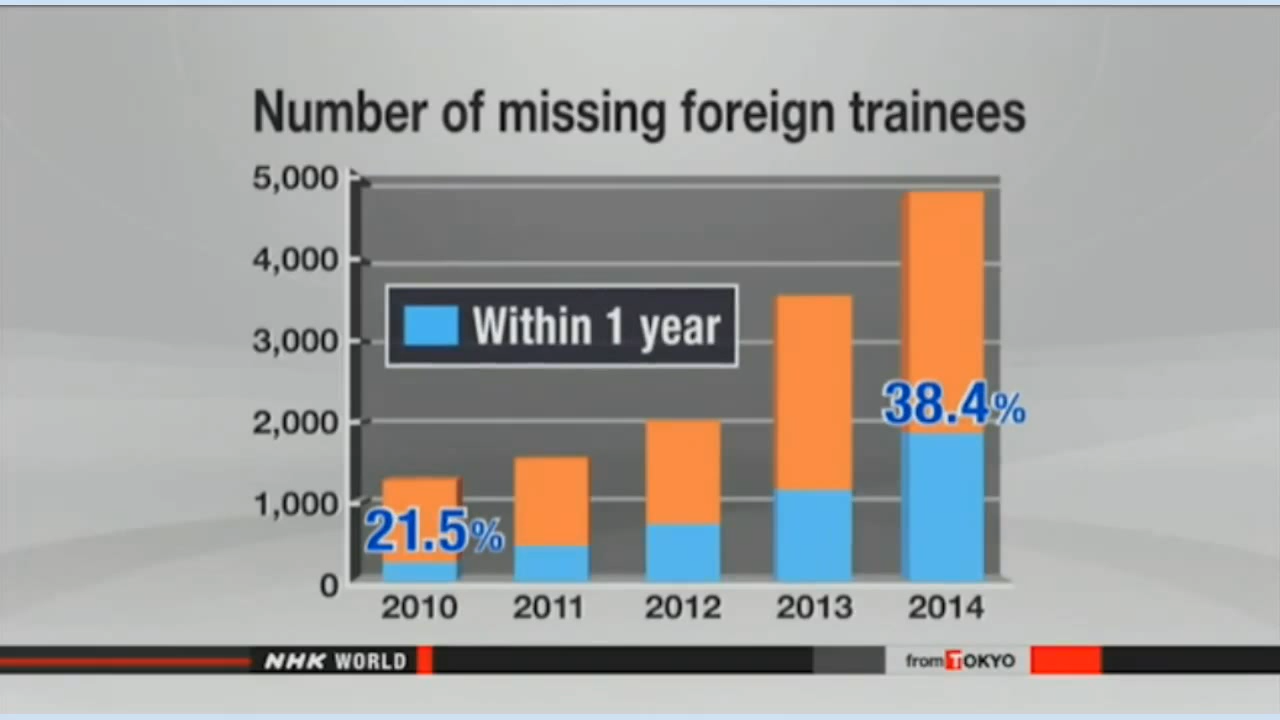 Number of missing foreign trainees
5,000
4,000
3,000
2,000
1,000
0
Within 1 year
21.5%
38.4%
2010 2011 2012 2013 2014
NHK WORLD
from TOKYO